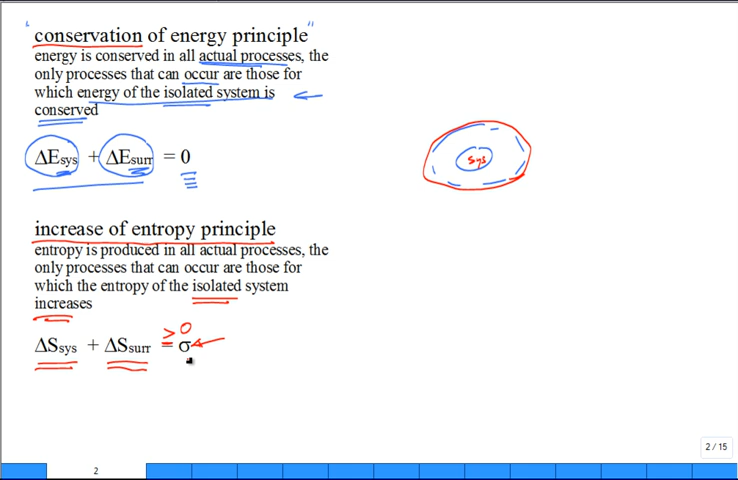 "conservation of energy principle"
energy is conserved in all actual processes, the
only processes that can occur are those for
which energy of the isolated system is
conserved
ΔEsys + ΔEsurr = 0
sys
increase of entropy principle
entropy is produced in all actual processes, the
only processes that can occur are those for
which the entropy of the isolated system
increases
≥ 0
ΔSsys + ΔSsurr = σ
2 / 15
2